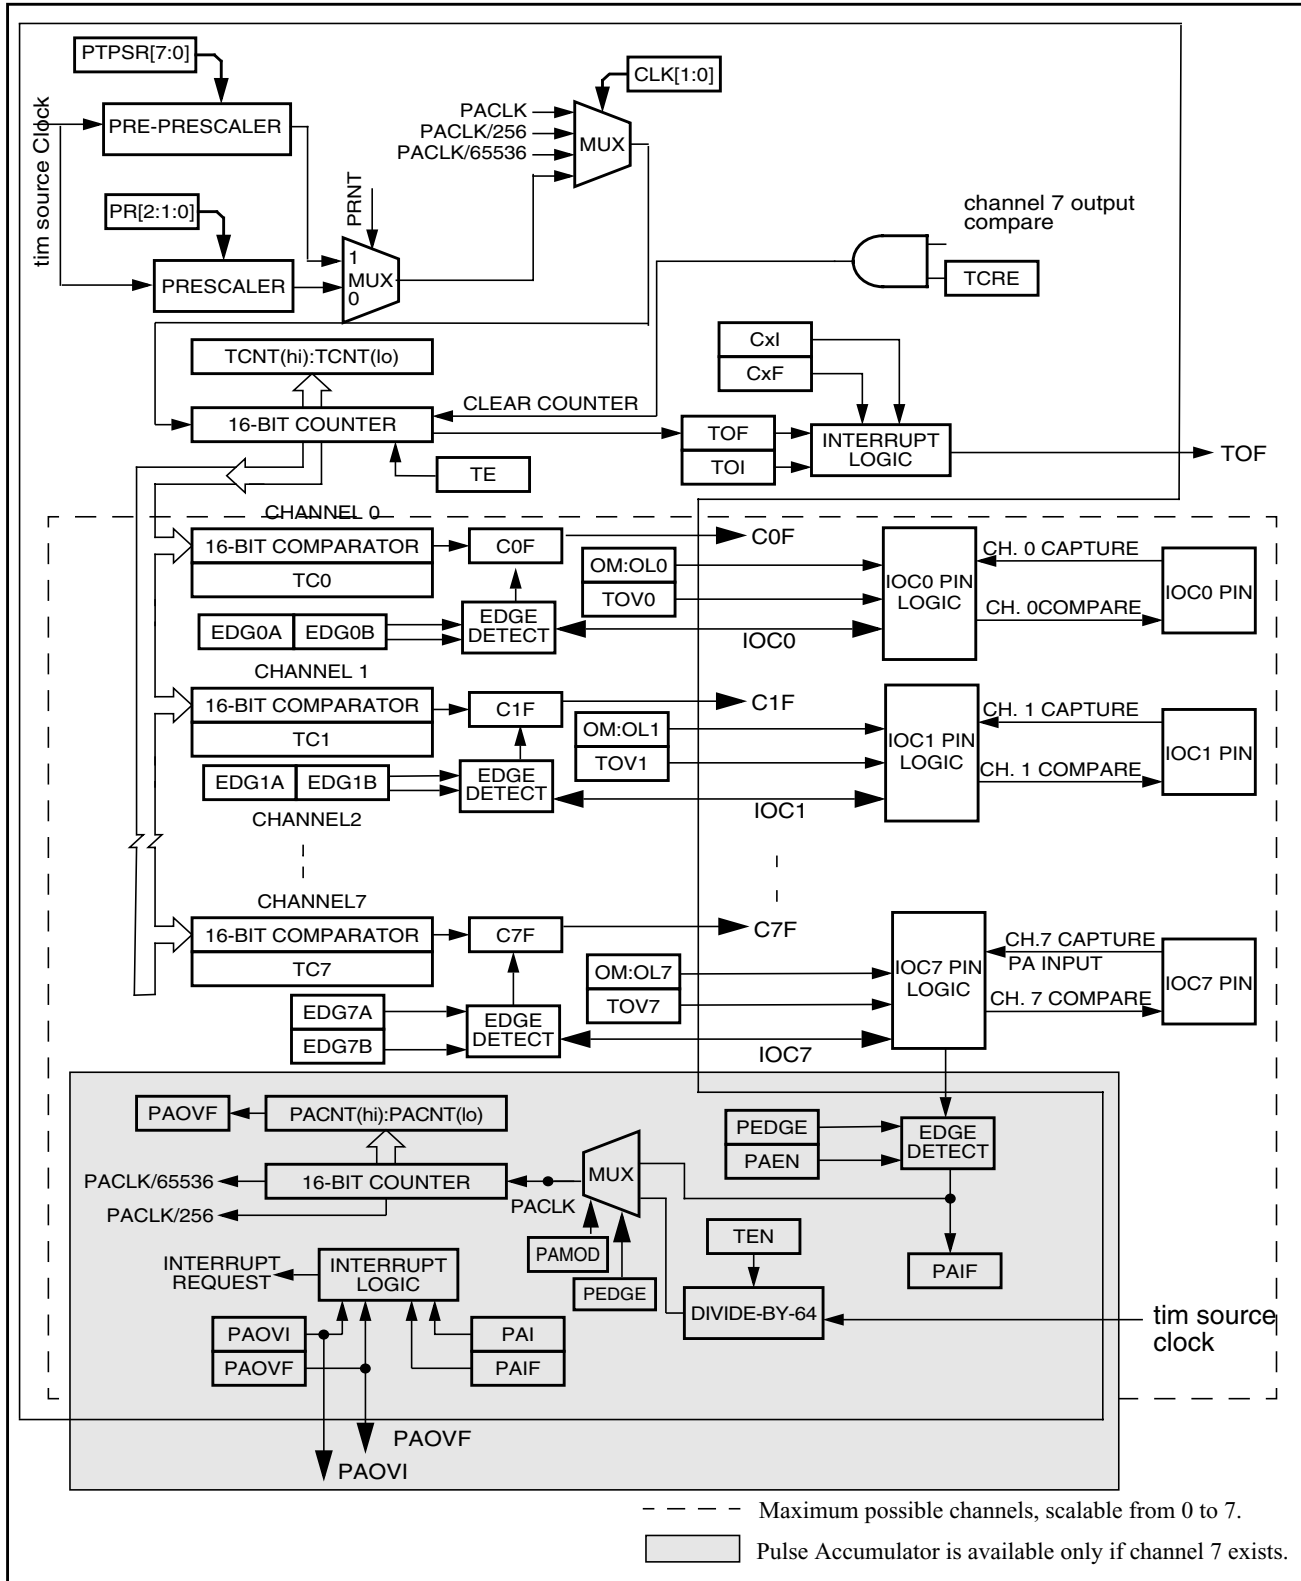 PTPSR[7:0]
CLK[1:0]
tim source Clock
PRE-PRESCALER
PACLK
PACLK/256
PACLK/65536
MUX
PR[2:1:0]
PRNT
channel 7 output
compare
PRESCALER
1
MUX
0
TCRE
TCNT(hi):TCNT(lo)
CxI
CxF
CLEAR COUNTER
16-BIT COUNTER
TOF
TOI
INTERRUPT
LOGIC
TOF
TE
CHANNEL 0
16-BIT COMPARATOR
TC0
C0F
C0F
OM:OL0
TOV0
IOC0 PIN
LOGIC
CH. 0 CAPTURE
CH. 0COMPARE
IOC0 PIN
EDG0A
EDG0B
EDGE
DETECT
IOC0
CHANNEL 1
16-BIT COMPARATOR
TC1
C1F
C1F
OM:OL1
TOV1
IOC1 PIN
LOGIC
CH. 1 CAPTURE
CH. 1 COMPARE
IOC1 PIN
EDG1A
EDG1B
EDGE
DETECT
IOC1
CHANNEL2
CHANNEL7
16-BIT COMPARATOR
TC7
C7F
C7F
OM:OL7
TOV7
IOC7 PIN
LOGIC
CH.7 CAPTURE
PA INPUT
CH. 7 COMPARE
IOC7 PIN
EDG7A
EDG7B
EDGE
DETECT
IOC7
PAOVF
PACNT(hi):PACNT(lo)
PEDGE
PAEN
EDGE
DETECT
PACLK/65536
16-BIT COUNTER
PACLK
MUX
PACLK/256
TEN
PAMOD
PEDGE
PAIF
INTERRUPT
REQUEST
INTERRUPT
LOGIC
DIVIDE-BY-64
tim source
clock
PAOVI
PAOVF
PAI
PAIF
PAOVF
PAOVI
Maximum possible channels, scalable from 0 to 7.
Pulse Accumulator is available only if channel 7 exists.